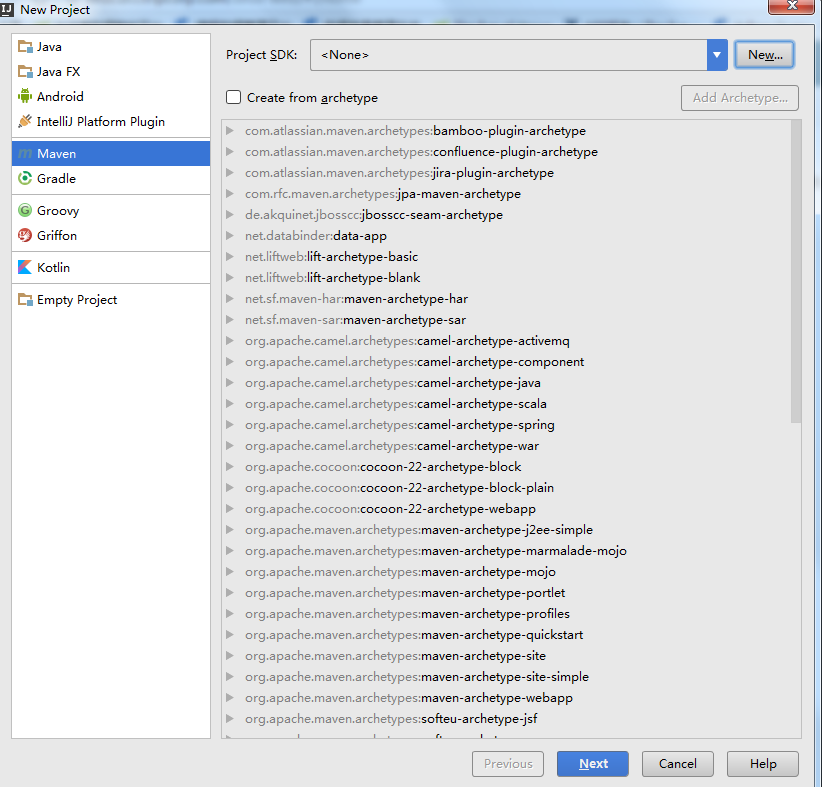 New Project
Java
Java FX
Android
IntelliJ Platform Plugin
Maven
Gradle
Groovy
Griffon
Kotlin
Empty Project
Project SDK: <None> New...
Create from archetype Add Archetype...
com.atlassian.maven.archetypes:bamboo-plugin-archetype
com.atlassian.maven.archetypes:confluence-plugin-archetype
com.atlassian.maven.archetypes:jira-plugin-archetype
com.rfc.maven.archetypes:jpa-maven-archetype
de.akquinet.jbosscc:jbosscc-seam-archetype
net.databinder:data-app
net.liftweb:lift-archetype-basic
net.liftweb:lift-archetype-blank
net.sf.maven-har:maven-archetype-har
net.sf.maven-sar:maven-archetype-sar
org.apache.camel.archetypes:camel-archetype-activemq
org.apache.camel.archetypes:camel-archetype-component
org.apache.camel.archetypes:camel-archetype-java
org.apache.camel.archetypes:camel-archetype-scala
org.apache.camel.archetypes:camel-archetype-spring
org.apache.camel.archetypes:camel-archetype-war
org.apache.cocoon:cocoon-22-archetype-block
org.apache.cocoon:cocoon-22-archetype-block-plain
org.apache.cocoon:cocoon-22-archetype-webapp
org.apache.maven.archetypes:maven-archetype-j2ee-simple
org.apache.maven.archetypes:maven-archetype-marmalade-mojo
org.apache.maven.archetypes:maven-archetype-mojo
org.apache.maven.archetypes:maven-archetype-portlet
org.apache.maven.archetypes:maven-archetype-profiles
org.apache.maven.archetypes:maven-archetype-quickstart
org.apache.maven.archetypes:maven-archetype-site
org.apache.maven.archetypes:maven-archetype-site-simple
org.apache.maven.archetypes:maven-archetype-webapp
org.apache.maven.archetypes:softeu-archetype-jsf
Previous Next Cancel Help